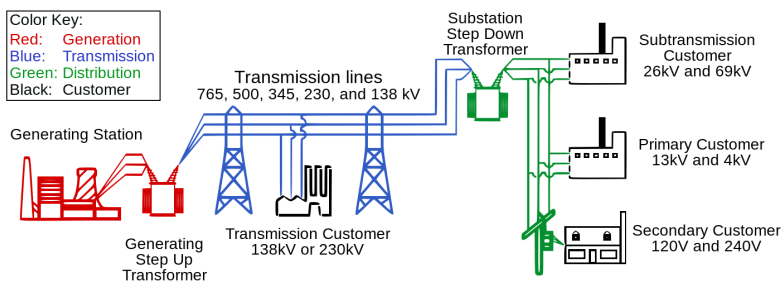 Color Key:
Red: Generation
Blue: Transmission
Green: Distribution
Black: Customer
Generating Station
Generating
Step Up
Transformer
Transmission lines
765, 500, 345, 230, and 138 kV
Transmission Customer
138kV or 230kV
Substation
Step Down
Transformer
Subtransmission
Customer
26kV and 69kV
Primary Customer
13kV and 4kV
Secondary Customer
120V and 240V